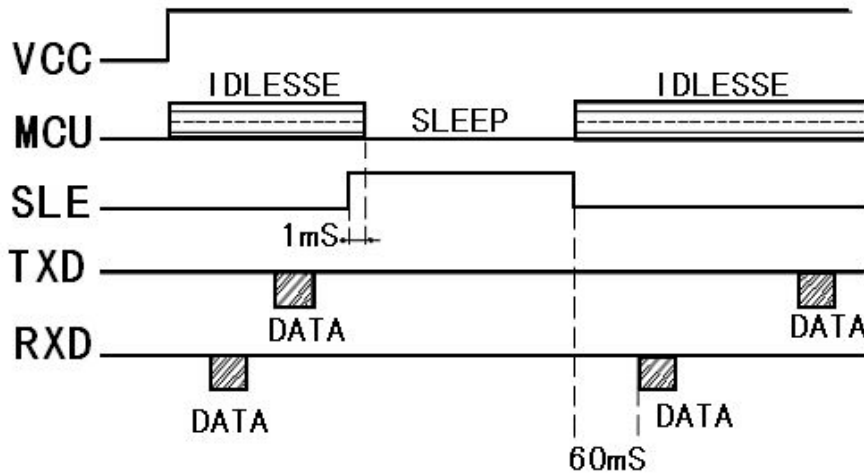 VCC
IDLESSE IDLESSE
MCU SLEEP
SLE
1mS
TXD
DATA DATA
RXD
DATA DATA
60mS